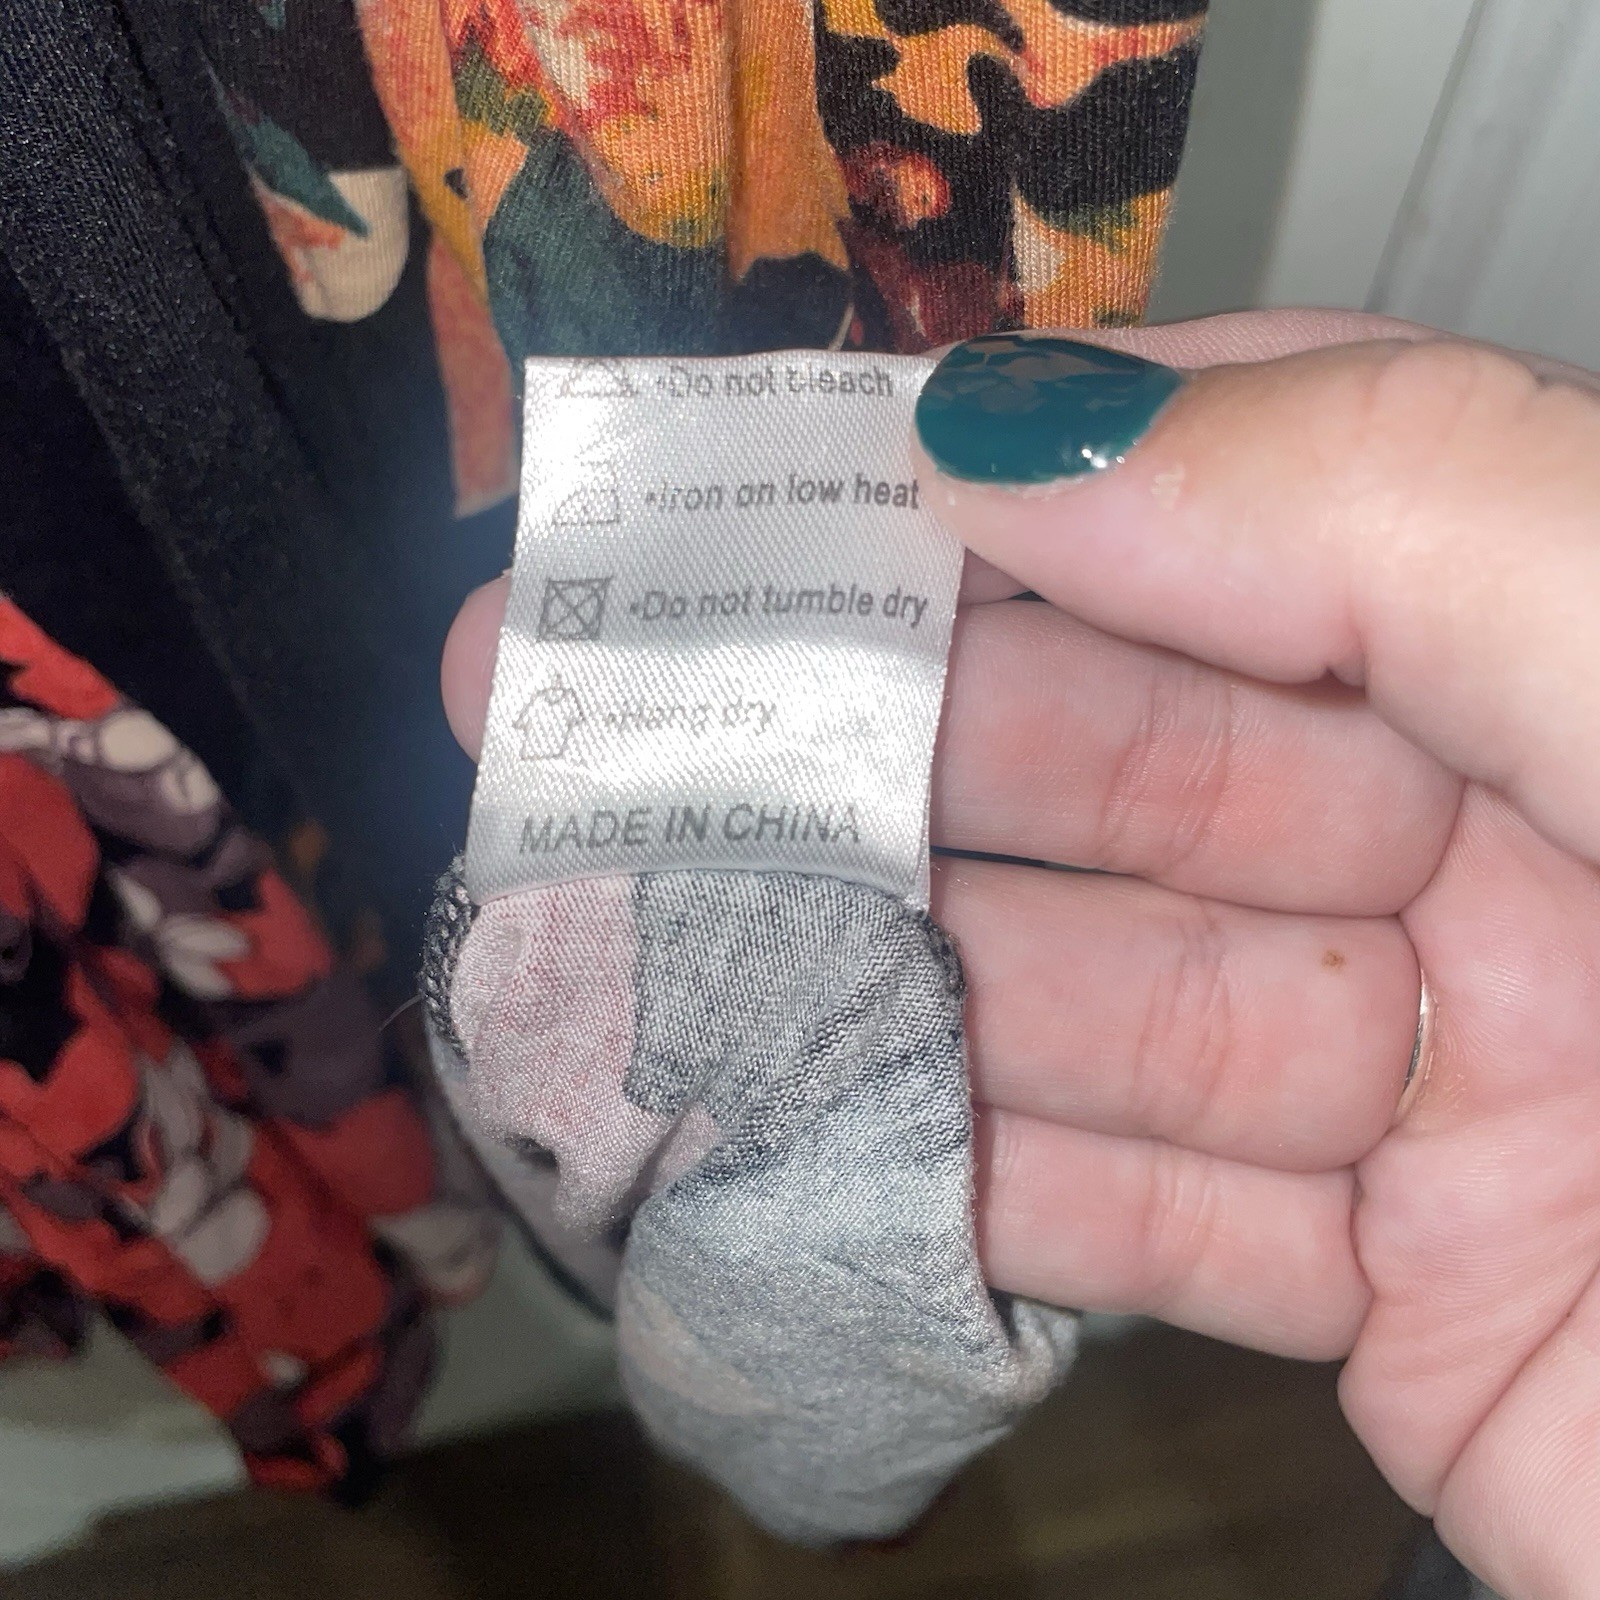 •Do not bleach
•Iron on low heat
•Do not tumble dry
•Hang dry
MADE IN CHINA